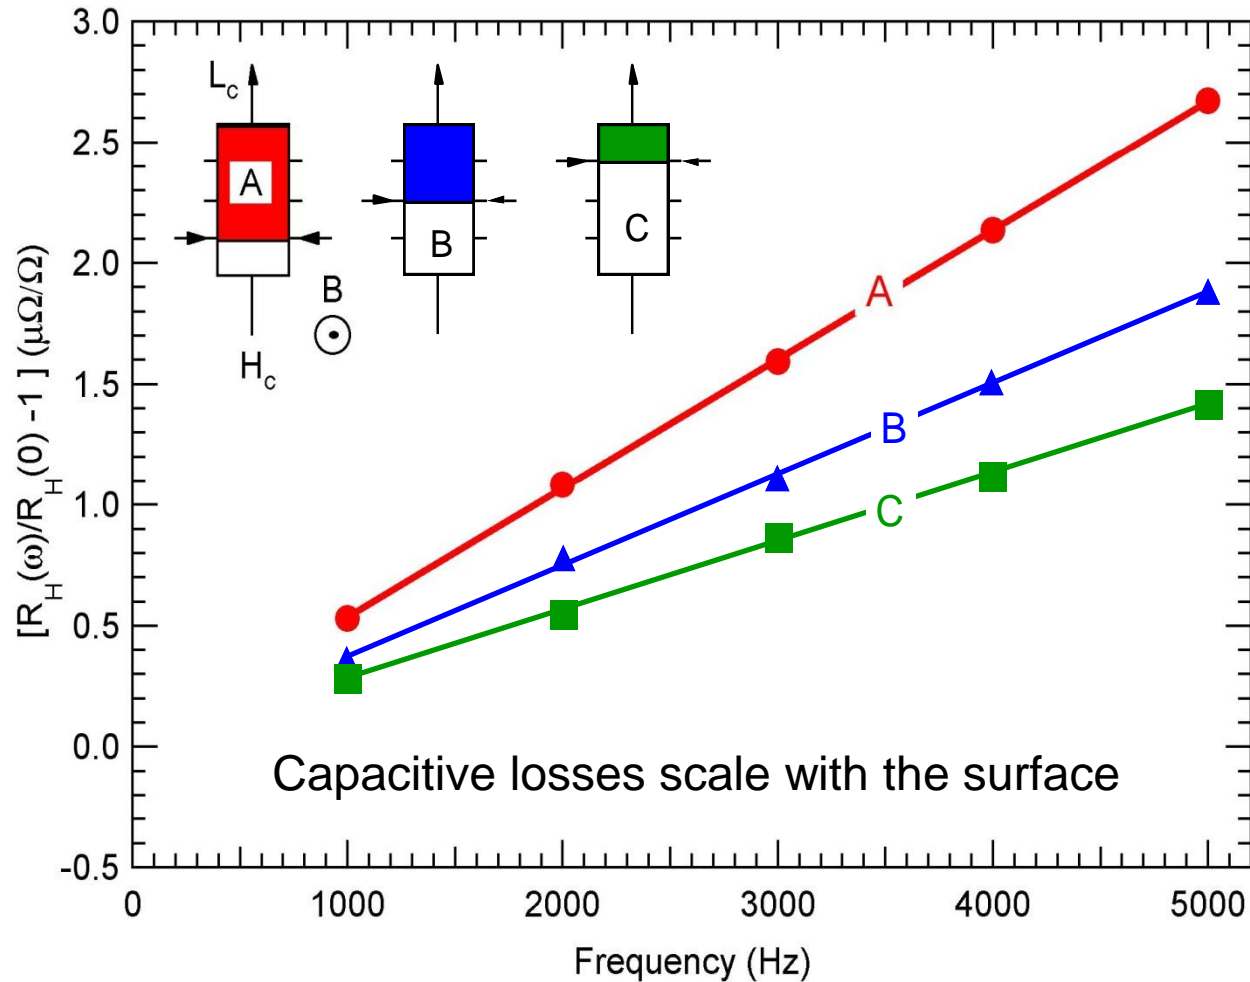 [R_H(ω)/R_H(0) -1 ] (μΩ/Ω)
3.0
2.5
2.0
1.5
1.0
0.5
0.0
-0.5
L_c
A
B
C
B
H_c
A
B
C
Capacitive losses scale with the surface
0 1000 2000 3000 4000 5000
Frequency (Hz)